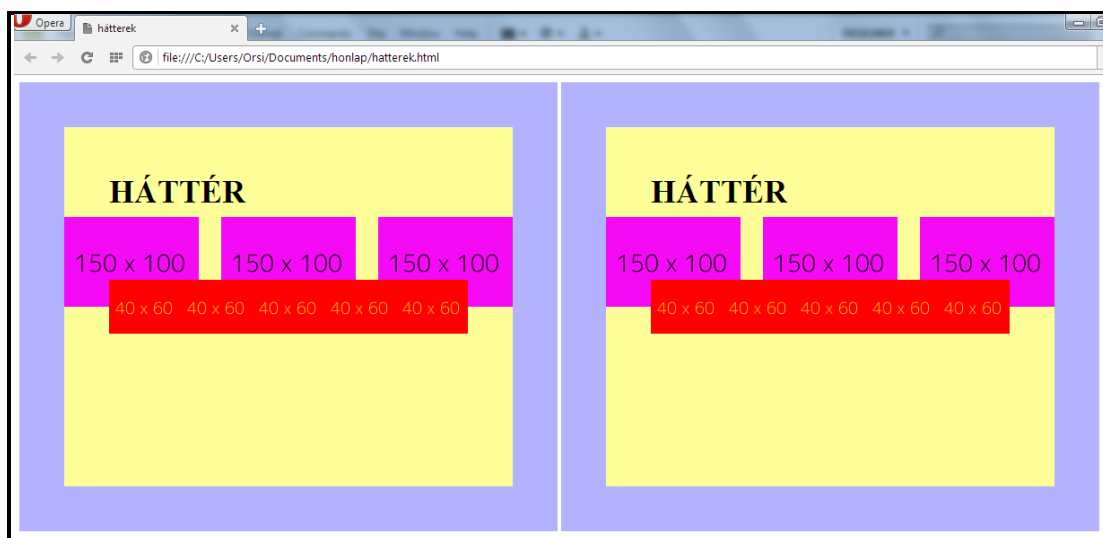 Opera
hátterek
file:///C:/Users/Orsi/Documents/honlap/hatterek.html
HÁTTÉR
150 x 100 150 x 100 150 x 100
40 x 60 40 x 60 40 x 60 40 x 60 40 x 60
HÁTTÉR
150 x 100 150 x 100 150 x 100
40 x 60 40 x 60 40 x 60 40 x 60 40 x 60